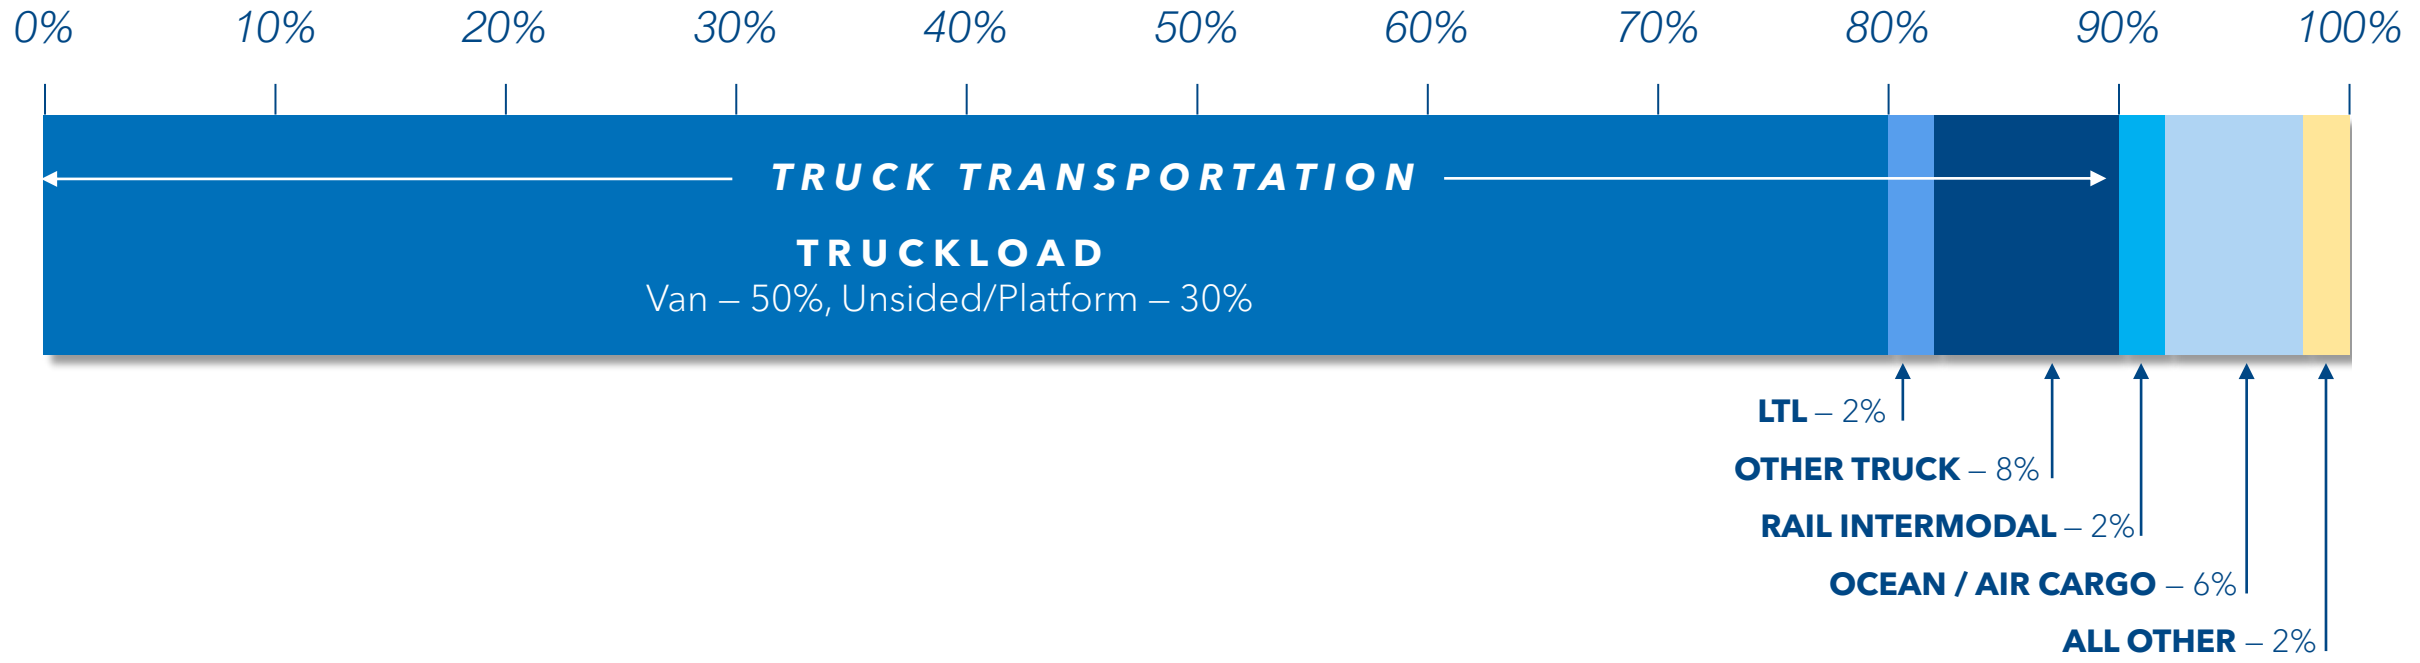 0% 10% 20% 30% 40% 50% 60% 70% 80% 90% 100%
TRUCK TRANSPORTATION
TRUCKLOAD
Van – 50%, Unsided/Platform – 30%
LTL – 2%
OTHER TRUCK – 8%
RAIL INTERMODAL – 2%
OCEAN / AIR CARGO – 6%
ALL OTHER – 2%